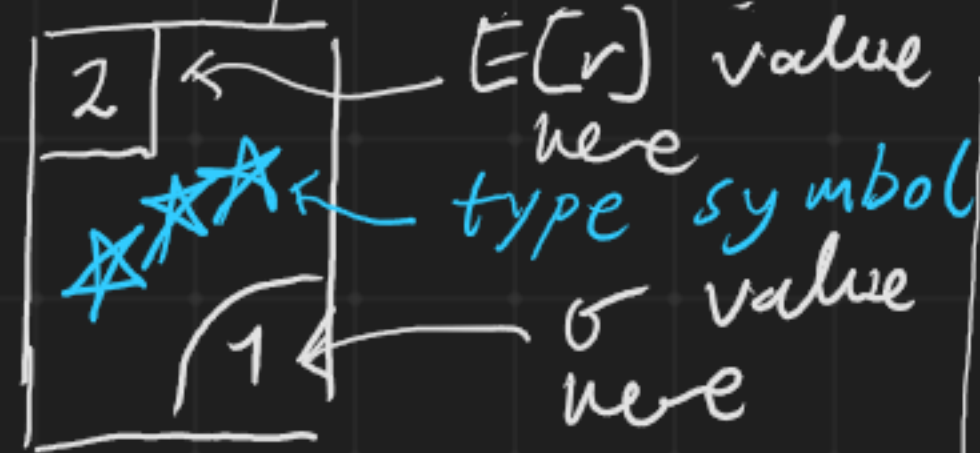 2
E[r] value
here
type symbol
σ value
1
here